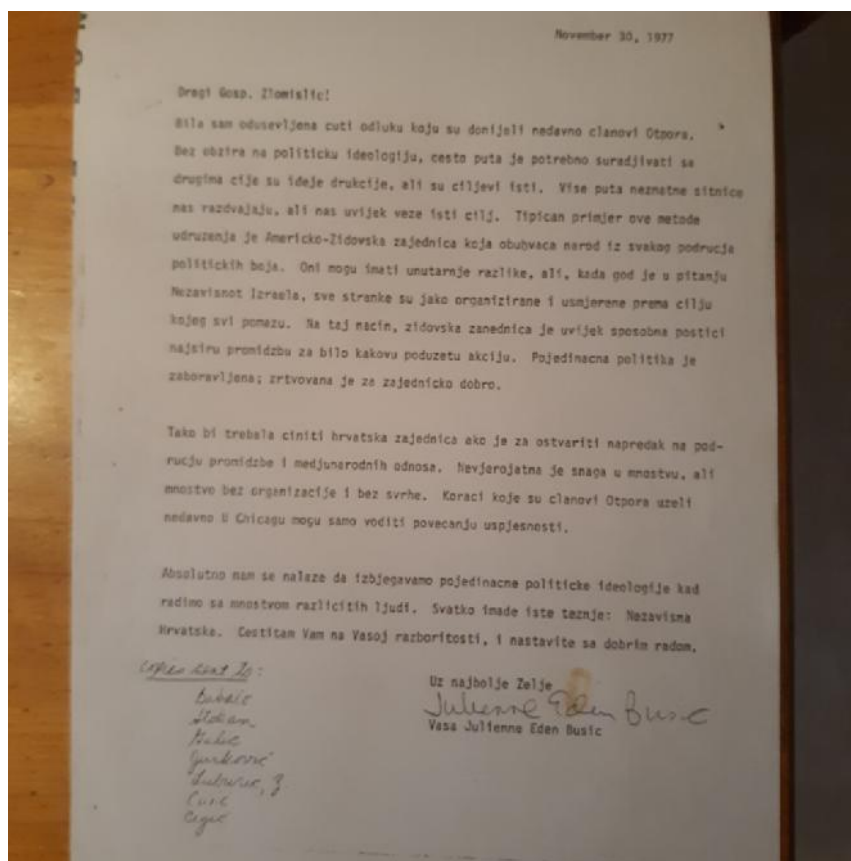 November 30, 1977
Dragi Gosp. Zlomislic!
Bila sam odusevljena cuti odluku koju su donijeli nedavno clanovi Otpora.
Bez obzira na politicku ideologiju, cesto puta je potrebno suradjivati sa
drugima cije su ideje drukcije, ali su ciljevi isti. Vise puta neznatne sitnice
nas razdvajaju, ali nas uvijek veze isti cilj. Tipican primjer ove metode
udruzenja je Americko-Zidovska zajednica koja obuhvaca narod iz svakog podrucja
politickih boja. Oni mogu imati unutarnje razlike, ali, kada god je u pitanju
Nezavisnot Izraela, sve stranke su jako organizirane i usmjerene prema cilju
kojeg svi pomazu. Na taj nacin, zidovska zanednica je uvijek sposobna postici
najsiru promidzbu za bilo kakovu poduzetu akciju. Pojedinacna politika je
zaboravljena; zrtvovana je za zajednicko dobro.
Tako bi trebala ciniti hrvatska zajednica ako je za ostvariti napredak na pod-
rucju promidzbe i medjunarodnih odnosa. Nevjerojatna je snaga u mnostvu, ali
mnostvo bez organizacije i bez svrhe. Koraci koje su clanovi Otpora uzeli
nedavno U Chicagu mogu samo voditi povecanju uspjesnosti.
Absolutno nam se nalaze da izbjegavamo pojedinacne politicke ideologije kad
radimo sa mnostvom razlicitih ljudi. Svatko imade iste teznje: Nezavisna
Hrvatska. Cestitam Vam na Vasoj razboritosti, i nastavite sa dobrim radom.
Copies sent to:
Uz najbolje Zelje
Julienne Eden Busic
Vasa Julienne Eden Busic